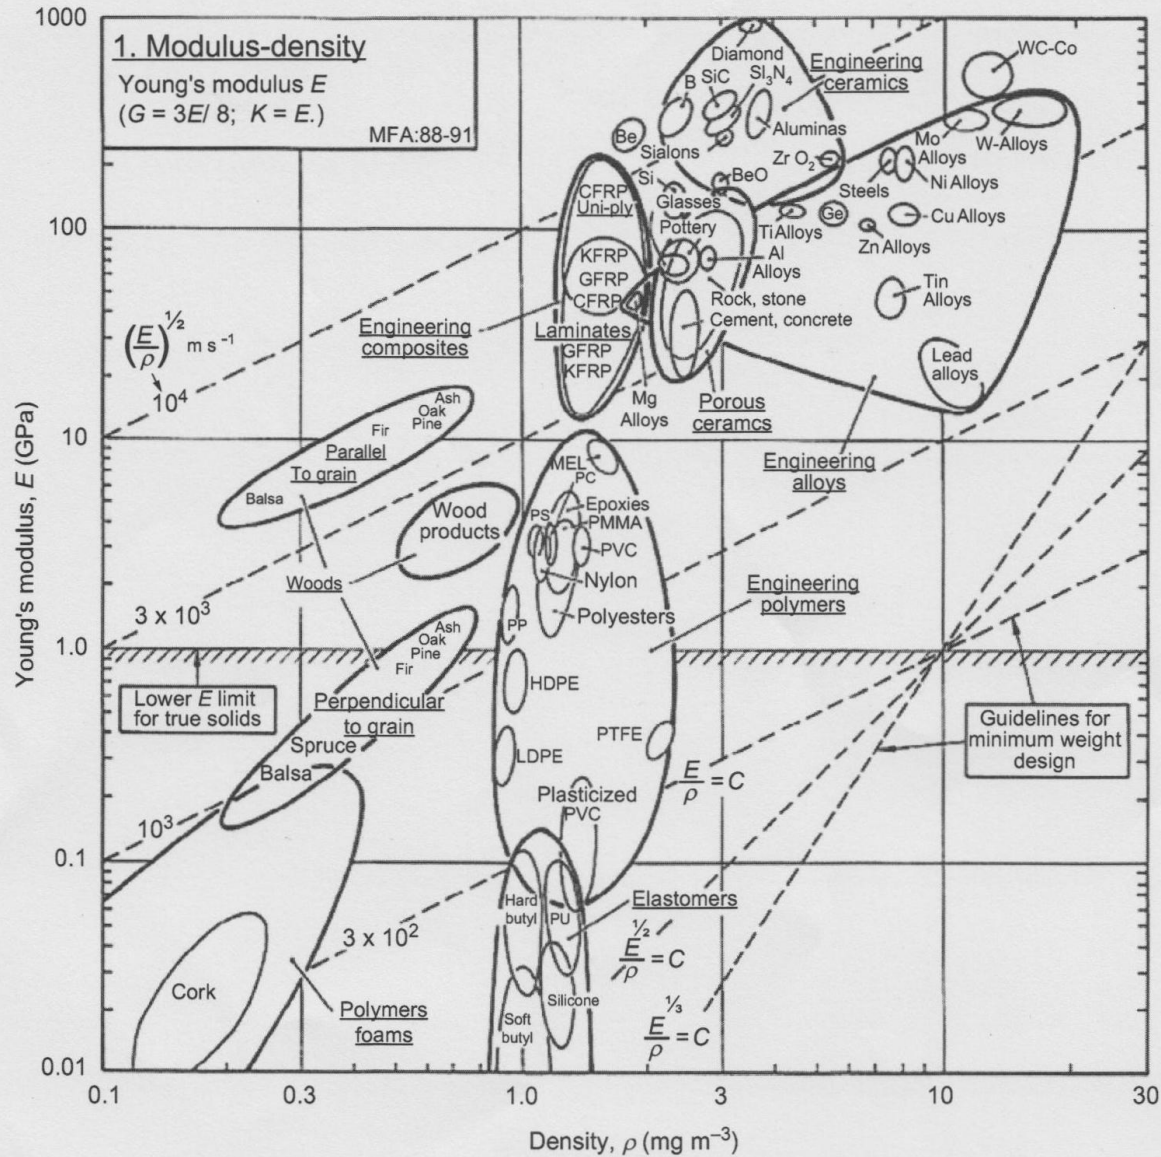 1. Modulus-density
Young's modulus E
(G = 3E/ 8; K = E.)
MFA:88-91
Young's modulus, E (GPa)
1000
100
10
1.0
0.1
0.01
0.1
0.3
1.0
3
10
30
Density, ρ (mg m⁻³)
Diamond
B
SiC
SI₃N₄
Engineering
ceramics
WC-Co
Be
Sialons
Aluminas
Zr O₂
Mo
Alloys
W-Alloys
Si
BeO
Steels
Ni Alloys
CFRP
Uni-ply
Glasses
Pottery
Ti Alloys
Ge
Cu Alloys
Zn Alloys
Al
Alloys
KFRP
GFRP
CFRP
Laminates
GFRP
KFRP
Rock, stone
Cement, concrete
Tin
Alloys
Lead
alloys
Engineering
composites
(E/ρ)^½ m s⁻¹
10⁴
Mg
Alloys
Porous
ceramcs
Engineering
alloys
Ash
Oak
Pine
Fir
Parallel
To grain
Balsa
Wood
products
Woods
MEL
PC
Epoxies
PS
PMMA
PVC
Nylon
Polyesters
PP
Engineering
polymers
3 x 10³
Lower E limit
for true solids
Ash
Oak
Pine
Fir
Perpendicular
to grain
Spruce
Balsa
HDPE
LDPE
PTFE
Plasticized
PVC
Guidelines for
minimum weight
design
E/ρ = C
10³
3 x 10²
Cork
Polymers
foams
Hard
butyl
PU
Elastomers
Silicone
Soft
butyl
E^½/ρ = C
E^⅓/ρ = C